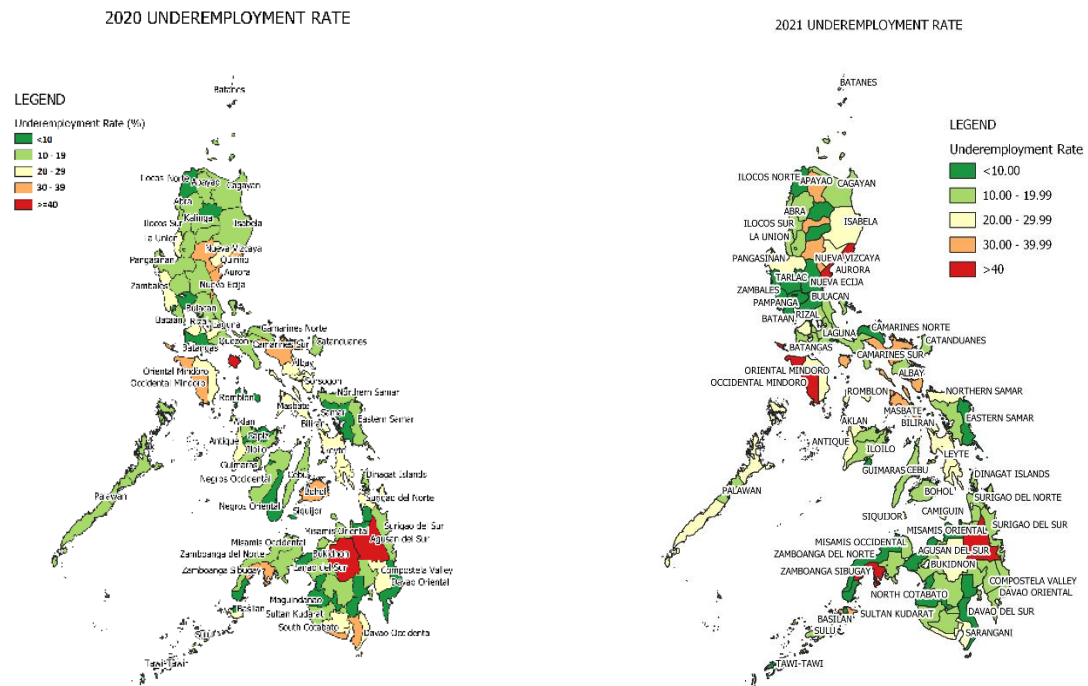 2020 UNDEREMPLOYMENT RATE
LEGEND
Underemployment Rate (%)
<10
10 - 19
20 - 29
30 - 39
>=40
Batanes
Ilocos Norte
Apayao
Cagayan
Abra
Kalinga
Ilocos Sur
Isabela
La Union
Nueva Vizcaya
Quirino
Pangasinan
Aurora
Zambales
Nueva Ecija
Bulacan
Bataan
Rizal
Laguna
Camarines Norte
Batangas
Quezon
Camarines Sur
Catanduanes
Albay
Oriental Mindoro
Sorsogon
Occidental Mindoro
Romblon
Northern Samar
Masbate
Samar
Biliran
Eastern Samar
Aklan
Capiz
Antique
Iloilo
Leyte
Guimaras
Negros Occidental
Cebu
Dinagat Islands
Palawan
Bohol
Surigao del Norte
Negros Oriental
Siquijor
Misamis Oriental
Surigao del Sur
Misamis Occidental
Agusan del Sur
Zamboanga del Norte
Bukidnon
Zamboanga Sibugay
Lanao del Sur
Compostela Valley
Davao Oriental
Maguindanao
Basilan
Sultan Kudarat
South Cotabato
Davao Occidenta
Sulu
Tawi-Tawi
2021 UNDEREMPLOYMENT RATE
LEGEND
Underemployment Rate
<10.00
10.00 - 19.99
20.00 - 29.99
30.00 - 39.99
>40
BATANES
ILOCOS NORTE
APAYAO
CAGAYAN
ABRA
ILOCOS SUR
ISABELA
LA UNION
PANGASINAN
NUEVA VIZCAYA
AURORA
TARLAC
NUEVA ECIJA
ZAMBALES
PAMPANGA
BULACAN
BATAAN
RIZAL
LAGUNA
CAMARINES NORTE
CATANDUANES
BATANGAS
CAMARINES SUR
ORIENTAL MINDORO
ALBAY
OCCIDENTAL MINDORO
ROMBLON
NORTHERN SAMAR
MASBATE
EASTERN SAMAR
AKLAN
BILIRAN
ANTIQUE
ILOILO
LEYTE
GUIMARAS
CEBU
DINAGAT ISLANDS
PALAWAN
BOHOL
SURIGAO DEL NORTE
SIQUIJOR
CAMIGUIN
SURIGAO DEL SUR
MISAMIS ORIENTAL
MISAMIS OCCIDENTAL
ZAMBOANGA DEL NORTE
AGUSAN DEL SUR
ZAMBOANGA SIBUGAY
BUKIDNON
COMPOSTELA VALLEY
NORTH COTABATO
DAVAO ORIENTAL
BASILAN
SULTAN KUDARAT
DAVAO DEL SUR
SULU
SARANGANI
TAWI-TAWI